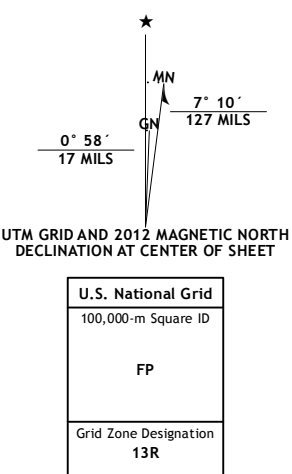 ★
MN
7° 10´
127 MILS
GN
0° 58´
17 MILS
UTM GRID AND 2012 MAGNETIC NORTH
DECLINATION AT CENTER OF SHEET
U.S. National Grid
100,000-m Square ID
FP
Grid Zone Designation
13R